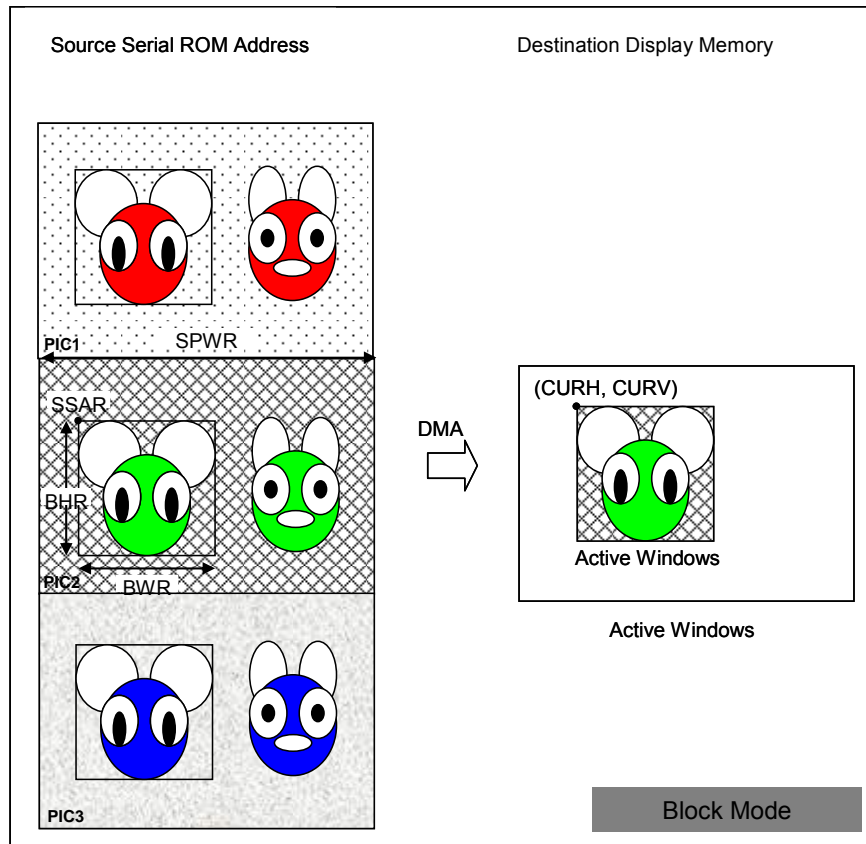 Source Serial ROM Address
Destination Display Memory
PIC1
SPWR
SSAR
BHR
PIC2
BWR
DMA
(CURH, CURV)
Active Windows
Active Windows
PIC3
Block Mode